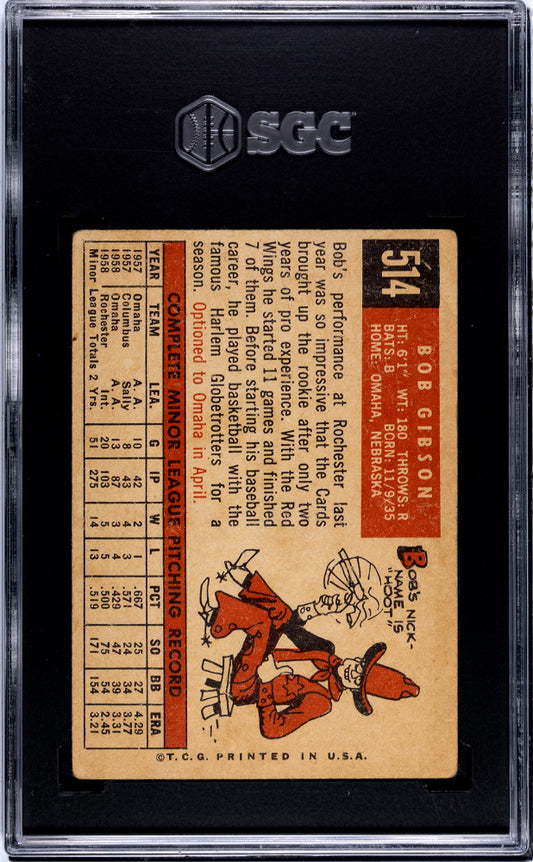 SGC
514
BOB GIBSON
HT: 6'1" WT: 180 THROWS: R
BATS: B BORN: 11/9/35
HOME: OMAHA, NEBRASKA
Bob's performance at Rochester last
year was so impressive that the Cards
brought up the rookie after only two
years of pro experience. With the Red
Wings he started 11 games and finished
7 of them. Before starting his baseball
career, he played basketball with the
famous Harlem Globetrotters for a
season. Optioned to Omaha in April.
BOB'S NICK-
NAME IS
"HOOT"
COMPLETE MINOR LEAGUE PITCHING RECORD
YEAR TEAM LEA. G IP W L PCT SO BB ERA
1957 Omaha A. A. 10 42 2 1 .667 25 27 4.29
1957 Columbus Sally 8 43 4 3 .571 24 34 3.77
1958 Omaha A. A. 13 87 3 4 .429 47 39 3.31
1958 Rochester Int. 20 103 5 5 .500 75 54 2.45
Minor League Totals 2 Yrs. 51 275 14 13 .519 171 154 3.21
©T.C.G. PRINTED IN U.S.A.